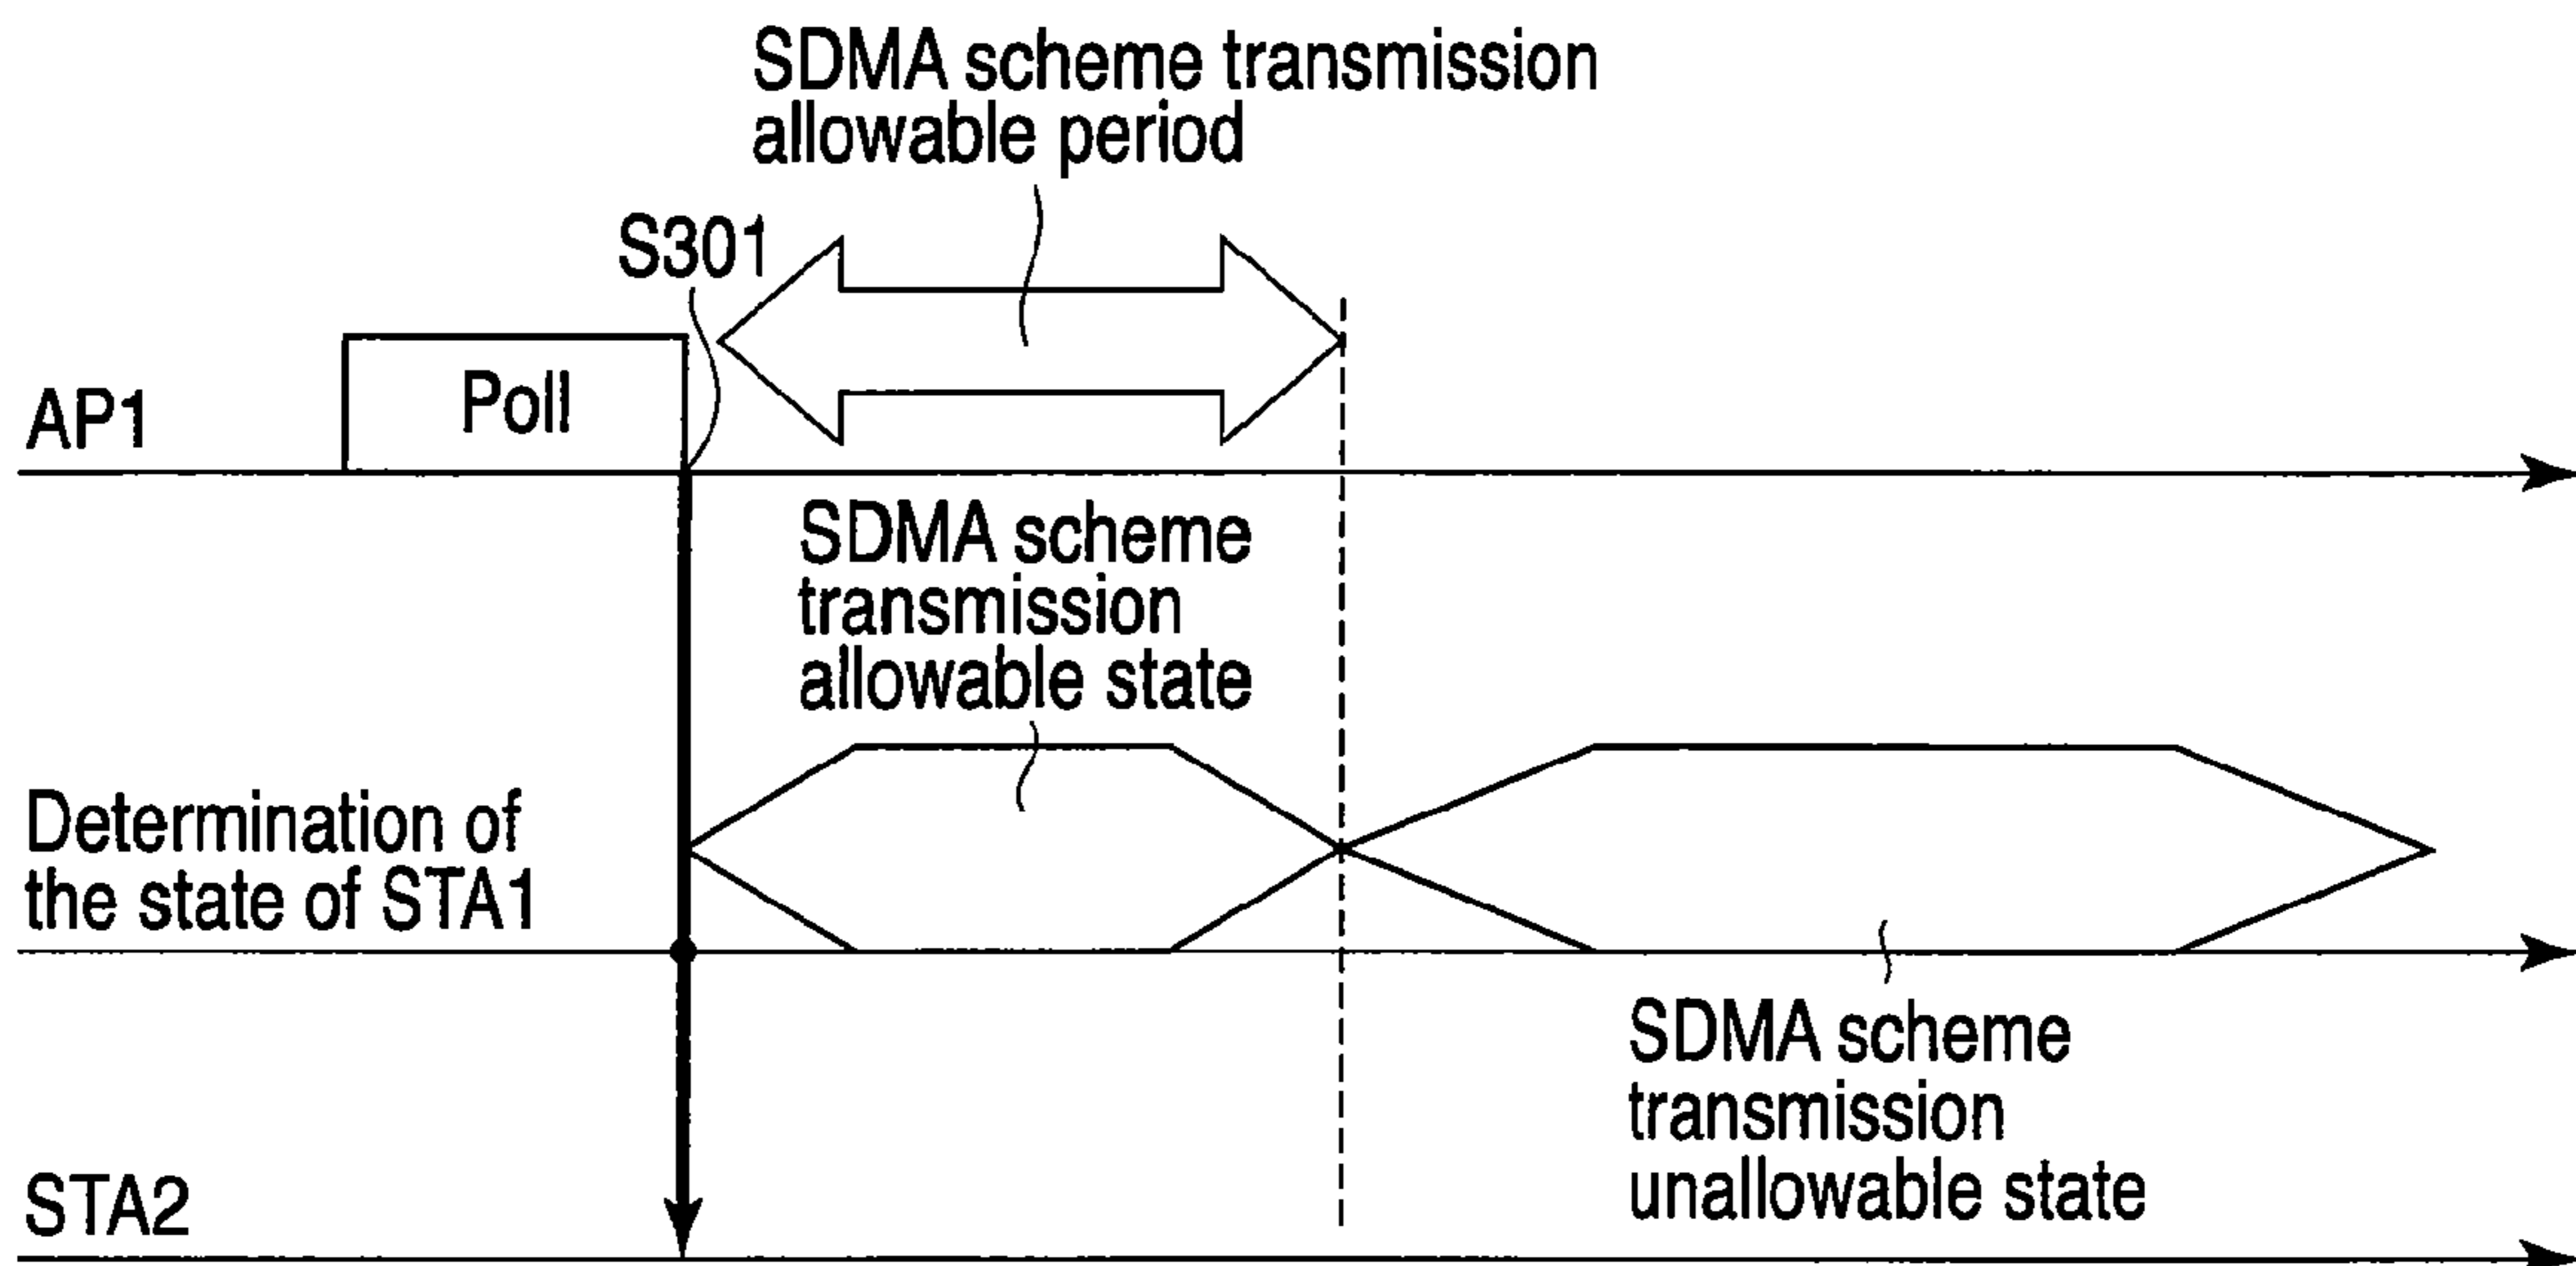 SDMA scheme transmission
allowable period
S301
Poll
AP1
SDMA scheme
transmission
allowable state
Determination of
the state of STA1
SDMA scheme
transmission
unallowable state
STA2